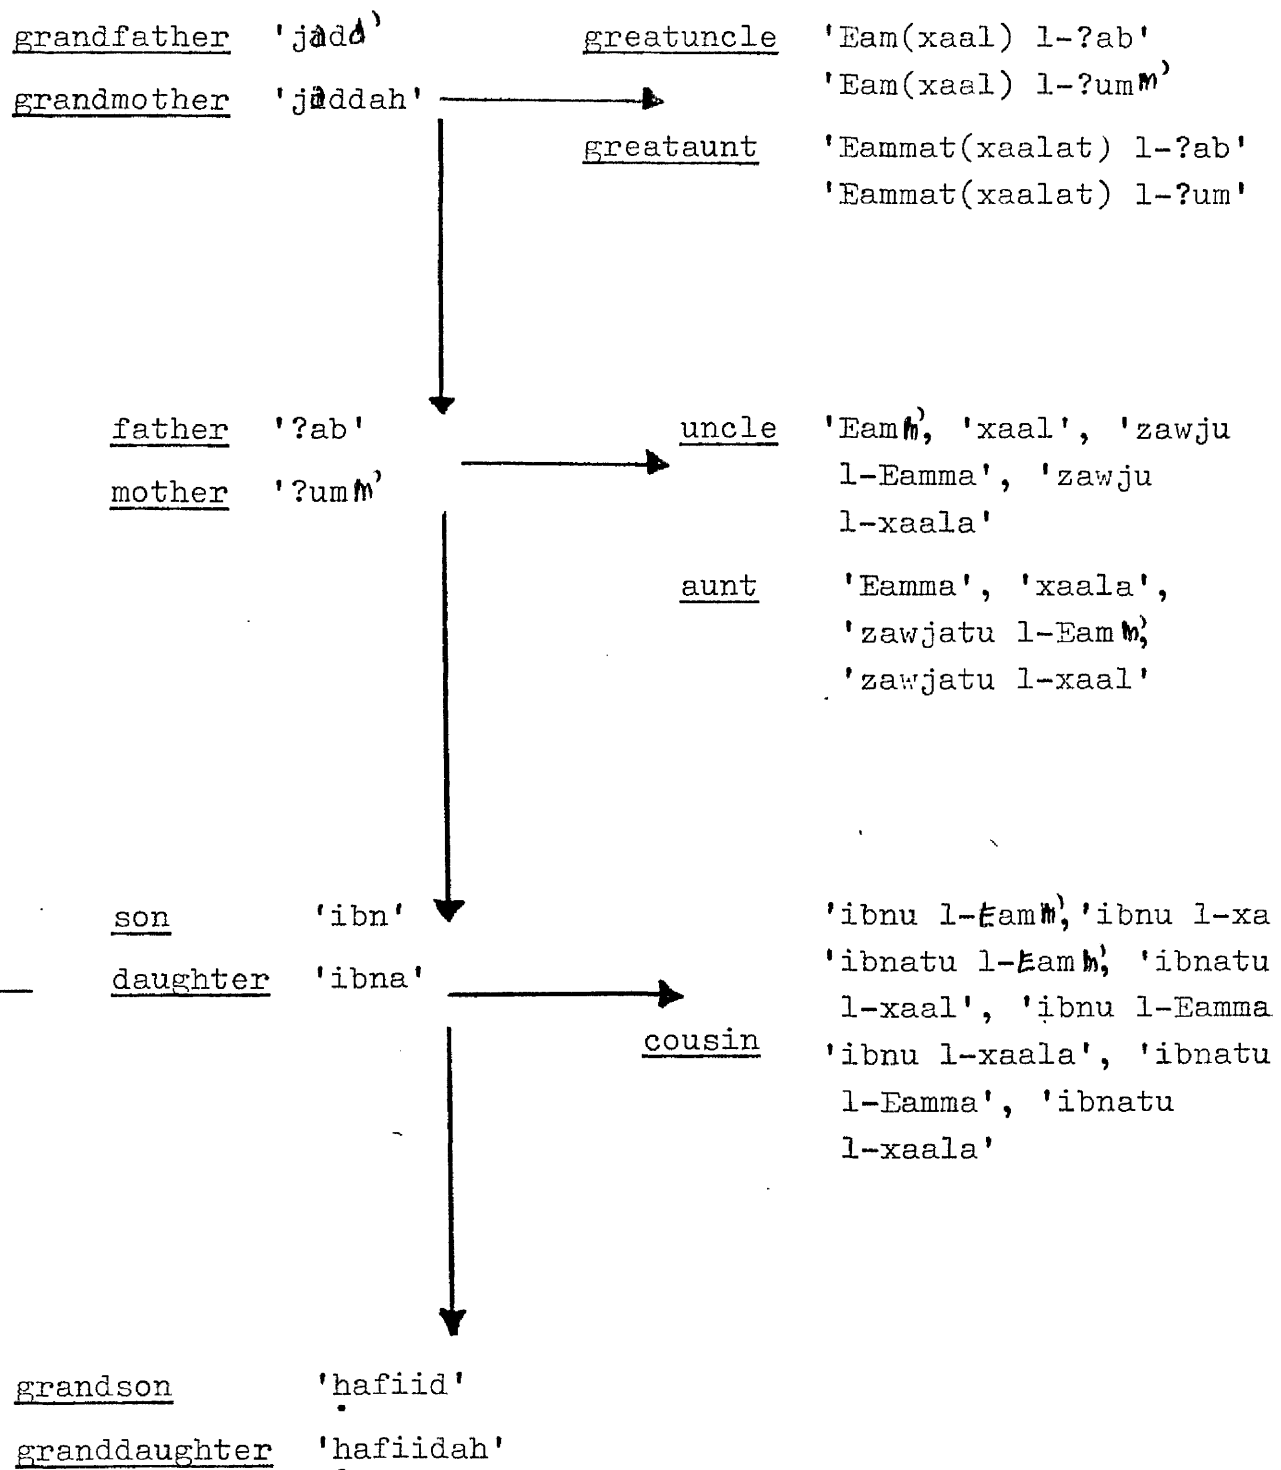 grandfather 'jadd'
grandmother 'jaddah'
greatuncle 'Eam(xaal) l-?ab'
'Eam(xaal) l-?umm'
greataunt 'Eammat(xaalat) l-?ab'
'Eammat(xaalat) l-?um'
father '?ab'
mother '?umm'
uncle 'Eamm', 'xaal', 'zawju
l-Eamma', 'zawju
l-xaala'
aunt 'Eamma', 'xaala',
'zawjatu l-Eamm',
'zawjatu l-xaal'
son 'ibn'
daughter 'ibna'
'ibnu l-Eamm', 'ibnu l-xa
'ibnatu l-Eamm', 'ibnatu
l-xaal', 'ibnu l-Eamma
cousin 'ibnu l-xaala', 'ibnatu
l-Eamma', 'ibnatu
l-xaala'
grandson 'ḥafiid'
granddaughter 'ḥafiidah'